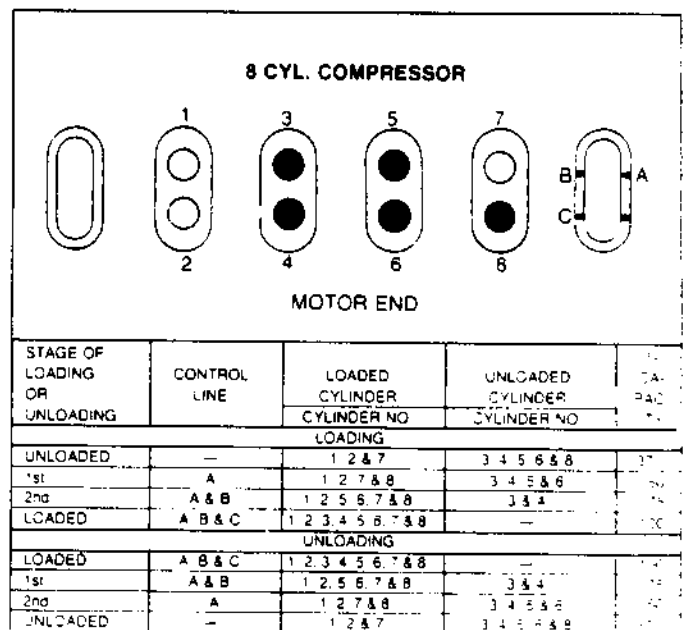 8 CYL. COMPRESSOR
1 3 5 7
B A
C
2 4 6 8
MOTOR END
STAGE OF
LOADING
OR
UNLOADING
CONTROL
LINE
LOADED
CYLINDER
CYLINDER NO
UNLOADED
CYLINDER
CYLINDER NO
LOADING
UNLOADED — 1 2 & 7 3 4 5 6 & 8
1st A 1 2 7 & 8 3 4 5 & 6
2nd A & B 1 2 5 6. 7 & 8 3 & 4
LOADED A B & C 1 2. 3. 4 5 6. 7 & 8 —
UNLOADING
LOADED A B & C 1 2. 3 4 5 6. 7 & 8 —
1st A & B 1 2. 5 6. 7 & 8 3 & 4
2nd A 1 2. 7 & 8 3 4 5 & 6
UNLOADED — 1 2 & 7 3 4 5 6 & 8